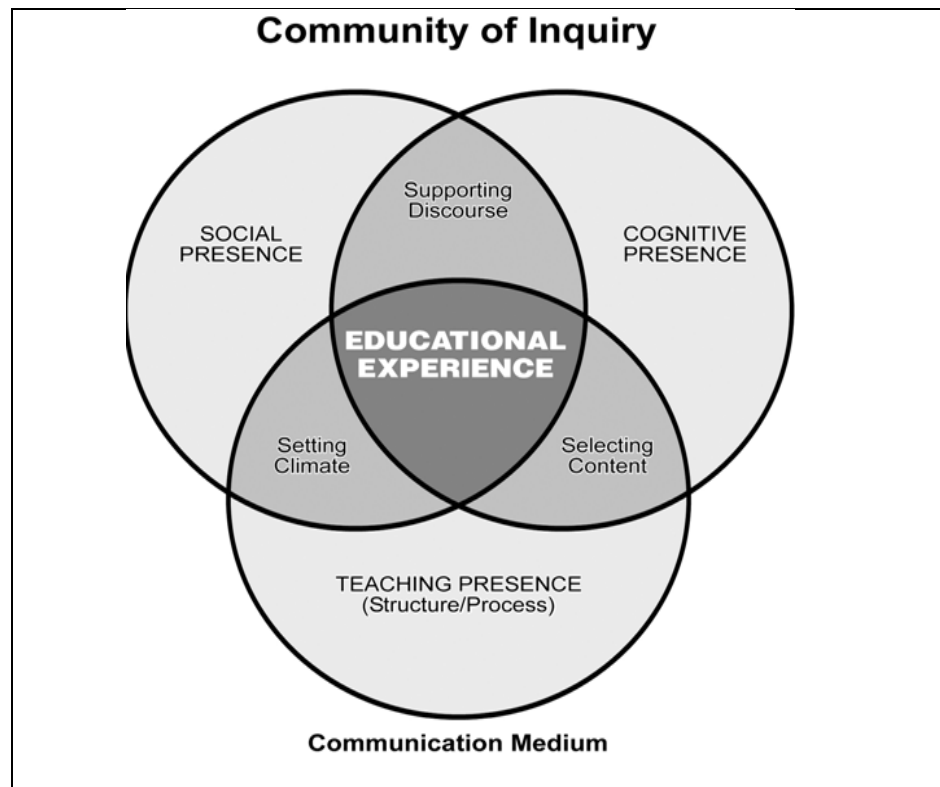 Community of Inquiry
Supporting
Discourse
SOCIAL
PRESENCE
COGNITIVE
PRESENCE
EDUCATIONAL
EXPERIENCE
Setting
Climate
Selecting
Content
TEACHING PRESENCE
(Structure/Process)
Communication Medium